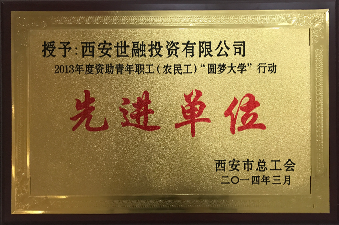 授予:西安世融投资有限公司
2013年度资助青年职工(农民工)“圆梦大学”行动
先进单位
西安市总工会
二〇一四年三月